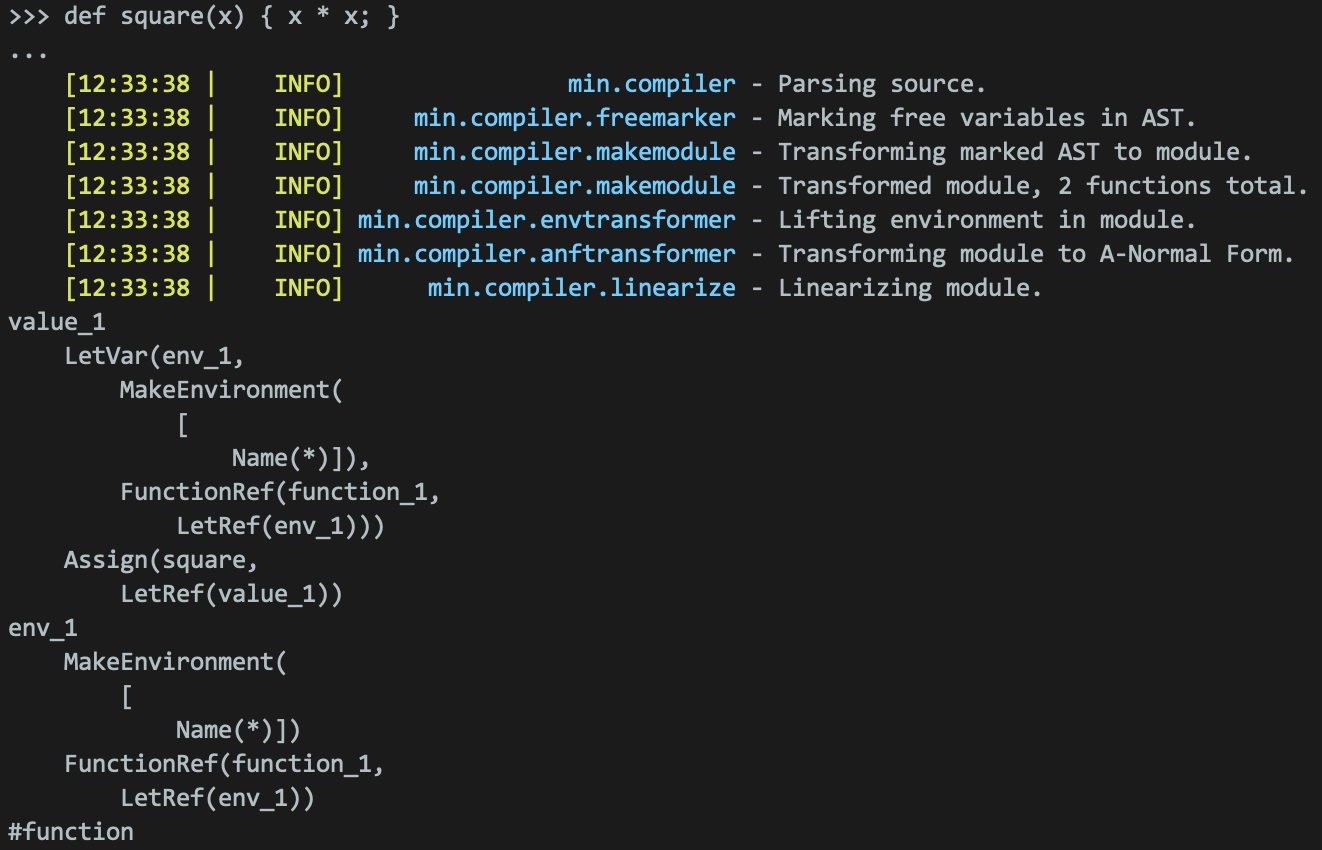 >>> def square(x) { x * x; }
...
    [12:33:38 |    INFO]                min.compiler - Parsing source.
    [12:33:38 |    INFO]     min.compiler.freemarker - Marking free variables in AST.
    [12:33:38 |    INFO]     min.compiler.makemodule - Transforming marked AST to module.
    [12:33:38 |    INFO]     min.compiler.makemodule - Transformed module, 2 functions total.
    [12:33:38 |    INFO] min.compiler.envtransformer - Lifting environment in module.
    [12:33:38 |    INFO] min.compiler.anftransformer - Transforming module to A-Normal Form.
    [12:33:38 |    INFO]      min.compiler.linearize - Linearizing module.
value_1
    LetVar(env_1,
        MakeEnvironment(
            [
                Name(*)]),
        FunctionRef(function_1,
            LetRef(env_1)))
    Assign(square,
        LetRef(value_1))
env_1
    MakeEnvironment(
        [
            Name(*)])
    FunctionRef(function_1,
        LetRef(env_1))
#function